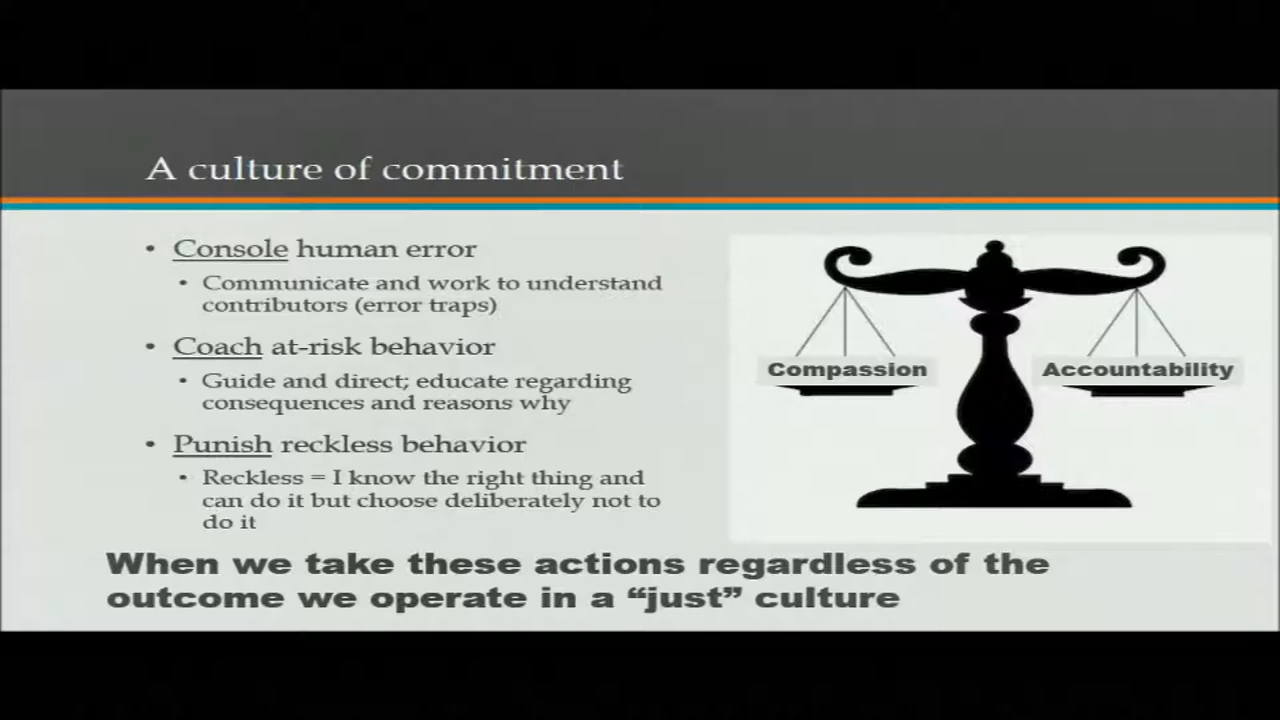 A culture of commitment
• Console human error
• Communicate and work to understand
contributors (error traps)
• Coach at-risk behavior
• Guide and direct; educate regarding
consequences and reasons why
• Punish reckless behavior
• Reckless = I know the right thing and
can do it but choose deliberately not to
do it
Compassion
Accountability
When we take these actions regardless of the
outcome we operate in a “just” culture